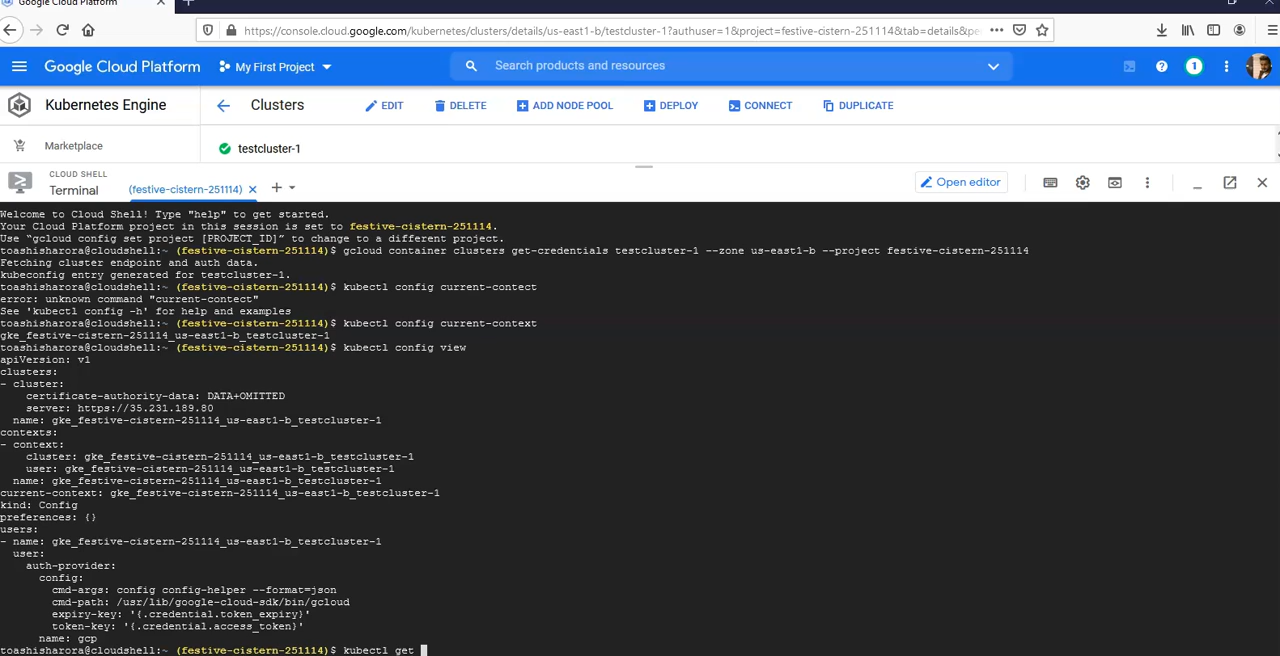 Google Cloud Platform
https://console.cloud.google.com/kubernetes/clusters/details/us-east1-b/testcluster-1?authuser=1&project=festive-cistern-251114&tab=details&pe
Google Cloud Platform
My First Project
Search products and resources
1
Kubernetes Engine
Clusters
EDIT
DELETE
ADD NODE POOL
DEPLOY
CONNECT
DUPLICATE
Marketplace
testcluster-1
CLOUD SHELL
Terminal
(festive-cistern-251114)
Open editor
Welcome to Cloud Shell! Type "help" to get started.
Your Cloud Platform project in this session is set to festive-cistern-251114.
Use “gcloud config set project [PROJECT_ID]” to change to a different project.
toashisharora@cloudshell:~ (festive-cistern-251114)$ gcloud container clusters get-credentials testcluster-1 --zone us-east1-b --project festive-cistern-251114
Fetching cluster endpoint and auth data.
kubeconfig entry generated for testcluster-1.
toashisharora@cloudshell:~ (festive-cistern-251114)$ kubectl config current-contect
error: unknown command "current-contect"
See 'kubectl config -h' for help and examples
toashisharora@cloudshell:~ (festive-cistern-251114)$ kubectl config current-context
gke_festive-cistern-251114_us-east1-b_testcluster-1
toashisharora@cloudshell:~ (festive-cistern-251114)$ kubectl config view
apiVersion: v1
clusters:
- cluster:
    certificate-authority-data: DATA+OMITTED
    server: https://35.231.189.80
  name: gke_festive-cistern-251114_us-east1-b_testcluster-1
contexts:
- context:
    cluster: gke_festive-cistern-251114_us-east1-b_testcluster-1
    user: gke_festive-cistern-251114_us-east1-b_testcluster-1
  name: gke_festive-cistern-251114_us-east1-b_testcluster-1
current-context: gke_festive-cistern-251114_us-east1-b_testcluster-1
kind: Config
preferences: {}
users:
- name: gke_festive-cistern-251114_us-east1-b_testcluster-1
  user:
    auth-provider:
      config:
        cmd-args: config config-helper --format=json
        cmd-path: /usr/lib/google-cloud-sdk/bin/gcloud
        expiry-key: '{.credential.token_expiry}'
        token-key: '{.credential.access_token}'
      name: gcp
toashisharora@cloudshell:~ (festive-cistern-251114)$ kubectl get